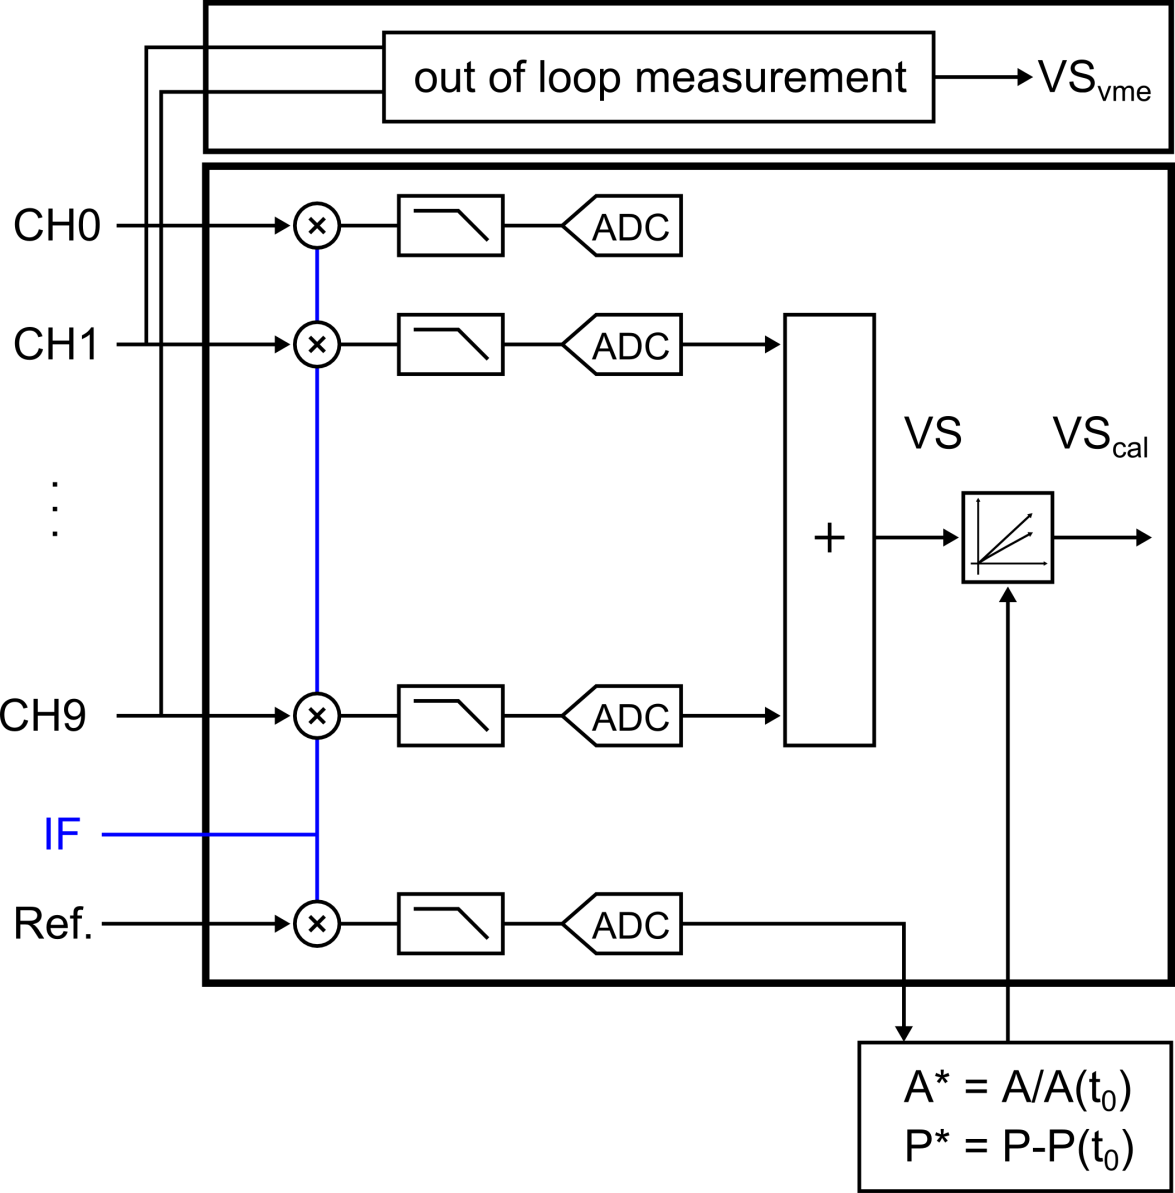 out of loop measurement
VSvme
CH0
ADC
CH1
ADC
VS
VScal
⋮
+
CH9
ADC
IF
Ref.
ADC
A* = A/A(t0)
P* = P-P(t0)